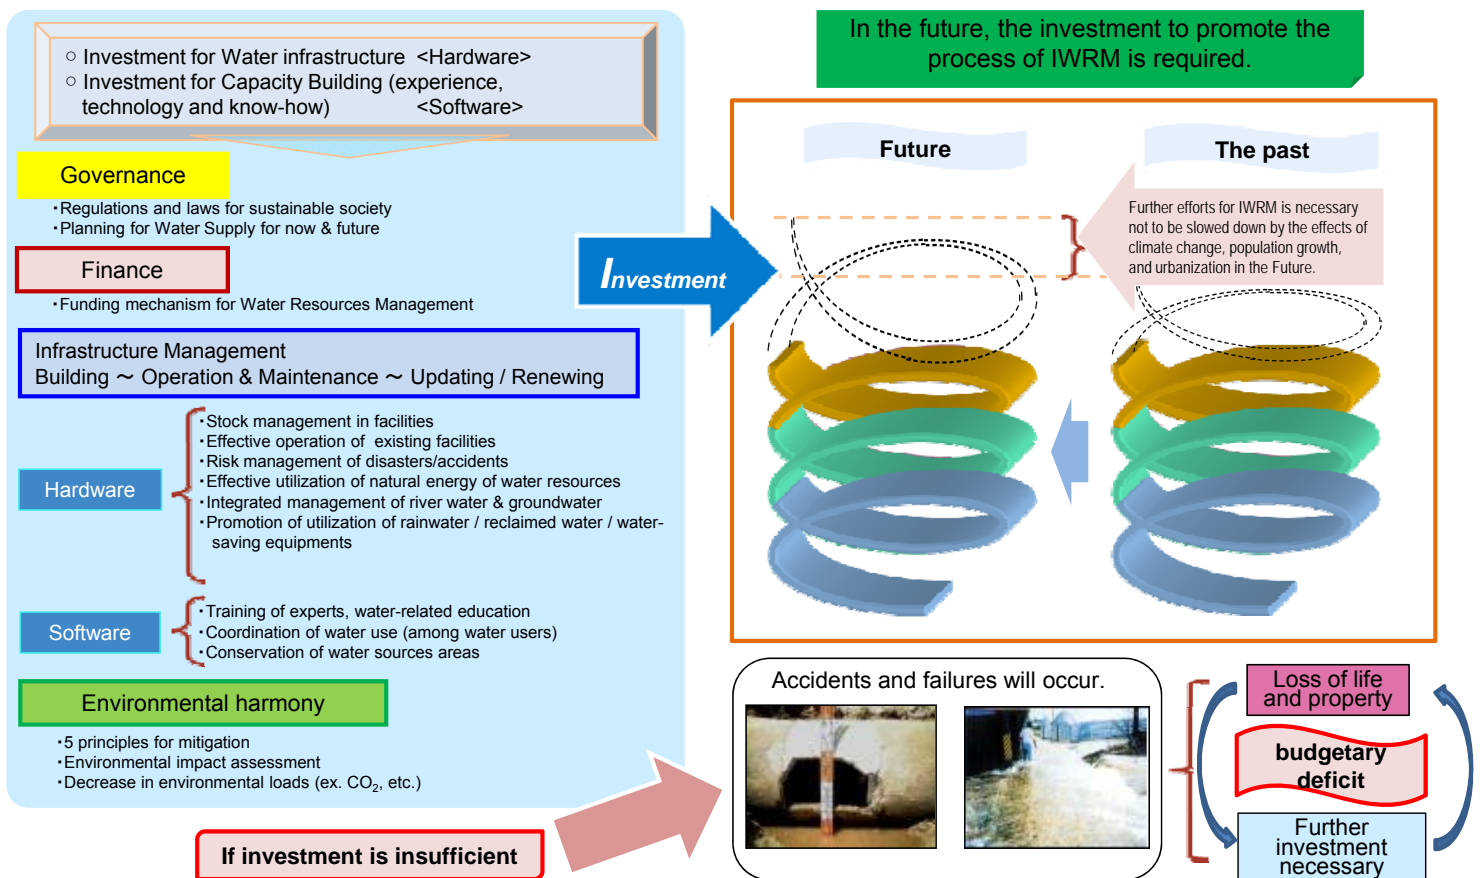 ○ Investment for Water infrastructure <Hardware>
○ Investment for Capacity Building (experience,
technology and know-how) <Software>
Governance
・Regulations and laws for sustainable society
・Planning for Water Supply for now & future
Finance
・Funding mechanism for Water Resources Management
Infrastructure Management
Building ～ Operation & Maintenance ～ Updating / Renewing
Hardware
・Stock management in facilities
・Effective operation of existing facilities
・Risk management of disasters/accidents
・Effective utilization of natural energy of water resources
・Integrated management of river water & groundwater
・Promotion of utilization of rainwater / reclaimed water / water-
saving equipments
Software
・Training of experts, water-related education
・Coordination of water use (among water users)
・Conservation of water sources areas
Environmental harmony
・5 principles for mitigation
・Environmental impact assessment
・Decrease in environmental loads (ex. CO2, etc.)
If investment is insufficient
Investment
In the future, the investment to promote the
process of IWRM is required.
Future
The past
Further efforts for IWRM is necessary
not to be slowed down by the effects of
climate change, population growth,
and urbanization in the Future.
Accidents and failures will occur.
Loss of life
and property
budgetary
deficit
Further
investment
necessary